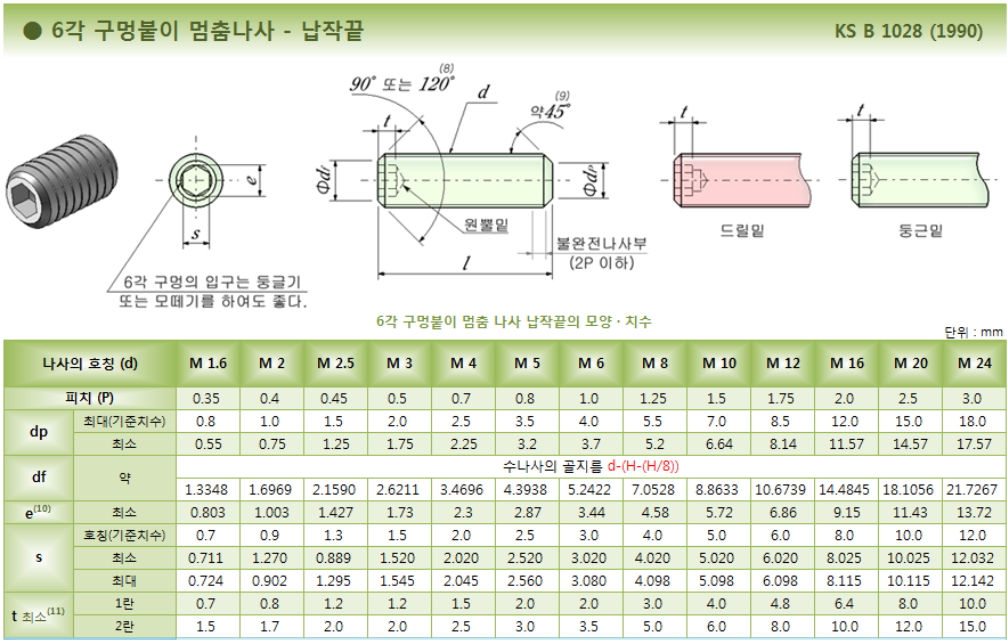 ● 6각 구멍붙이 멈춤나사 - 납작끝
KS B 1028 (1990)
90° 또는 120° (8)
d
(9)
약45°
t
t
t
Φdf
Φdp
e
s
원뿔밑
드릴밑
둥근밑
불완전나사부
(2P 이하)
l
6각 구멍의 입구는 둥글기
또는 모떼기를 하여도 좋다.
6각 구멍붙이 멈춤 나사 납작끝의 모양 · 치수
단위 : mm
나사의 호칭 (d) M 1.6 M 2 M 2.5 M 3 M 4 M 5 M 6 M 8 M 10 M 12 M 16 M 20 M 24
피치 (P) 0.35 0.4 0.45 0.5 0.7 0.8 1.0 1.25 1.5 1.75 2.0 2.5 3.0
dp 최대(기준치수) 0.8 1.0 1.5 2.0 2.5 3.5 4.0 5.5 7.0 8.5 12.0 15.0 18.0
최소 0.55 0.75 1.25 1.75 2.25 3.2 3.7 5.2 6.64 8.14 11.57 14.57 17.57
df 약 수나사의 골지름 d-(H-(H/8))
1.3348 1.6969 2.1590 2.6211 3.4696 4.3938 5.2422 7.0528 8.8633 10.6739 14.4845 18.1056 21.7267
e(10) 최소 0.803 1.003 1.427 1.73 2.3 2.87 3.44 4.58 5.72 6.86 9.15 11.43 13.72
s 호칭(기준치수) 0.7 0.9 1.3 1.5 2.0 2.5 3.0 4.0 5.0 6.0 8.0 10.0 12.0
최소 0.711 1.270 0.889 1.520 2.020 2.520 3.020 4.020 5.020 6.020 8.025 10.025 12.032
최대 0.724 0.902 1.295 1.545 2.045 2.560 3.080 4.098 5.098 6.098 8.115 10.115 12.142
t 최소(11) 1란 0.7 0.8 1.2 1.2 1.5 2.0 2.0 3.0 4.0 4.8 6.4 8.0 10.0
2란 1.5 1.7 2.0 2.0 2.5 3.0 3.5 5.0 6.0 8.0 10.0 12.0 15.0